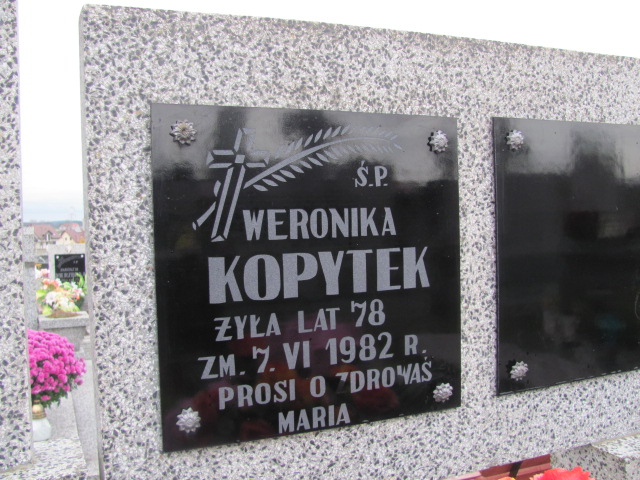 Ś.P.
WERONIKA
KOPYTEK
ŻYŁA LAT 78
ZM. 7. VI 1982 R.
PROSI O ZDROWAŚ
MARIA